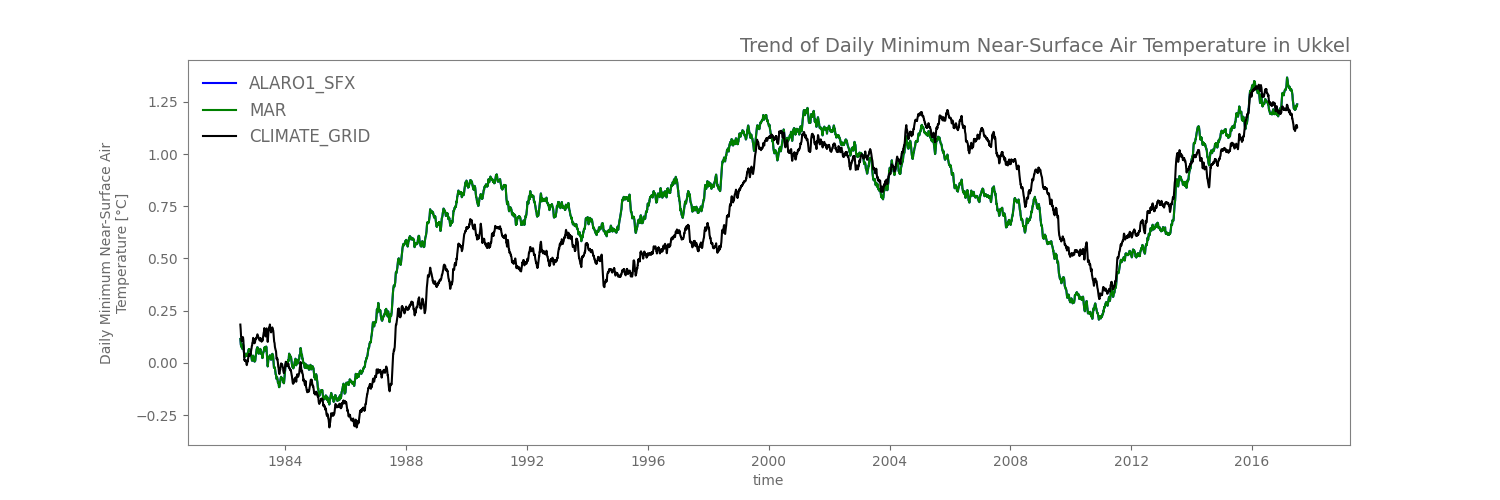 Trend of Daily Minimum Near-Surface Air Temperature in Ukkel
ALARO1_SFX
MAR
CLIMATE_GRID
Daily Minimum Near-Surface Air
Temperature [°C]
1.25
1.00
0.75
0.50
0.25
0.00
−0.25
1984 1988 1992 1996 2000 2004 2008 2012 2016
time